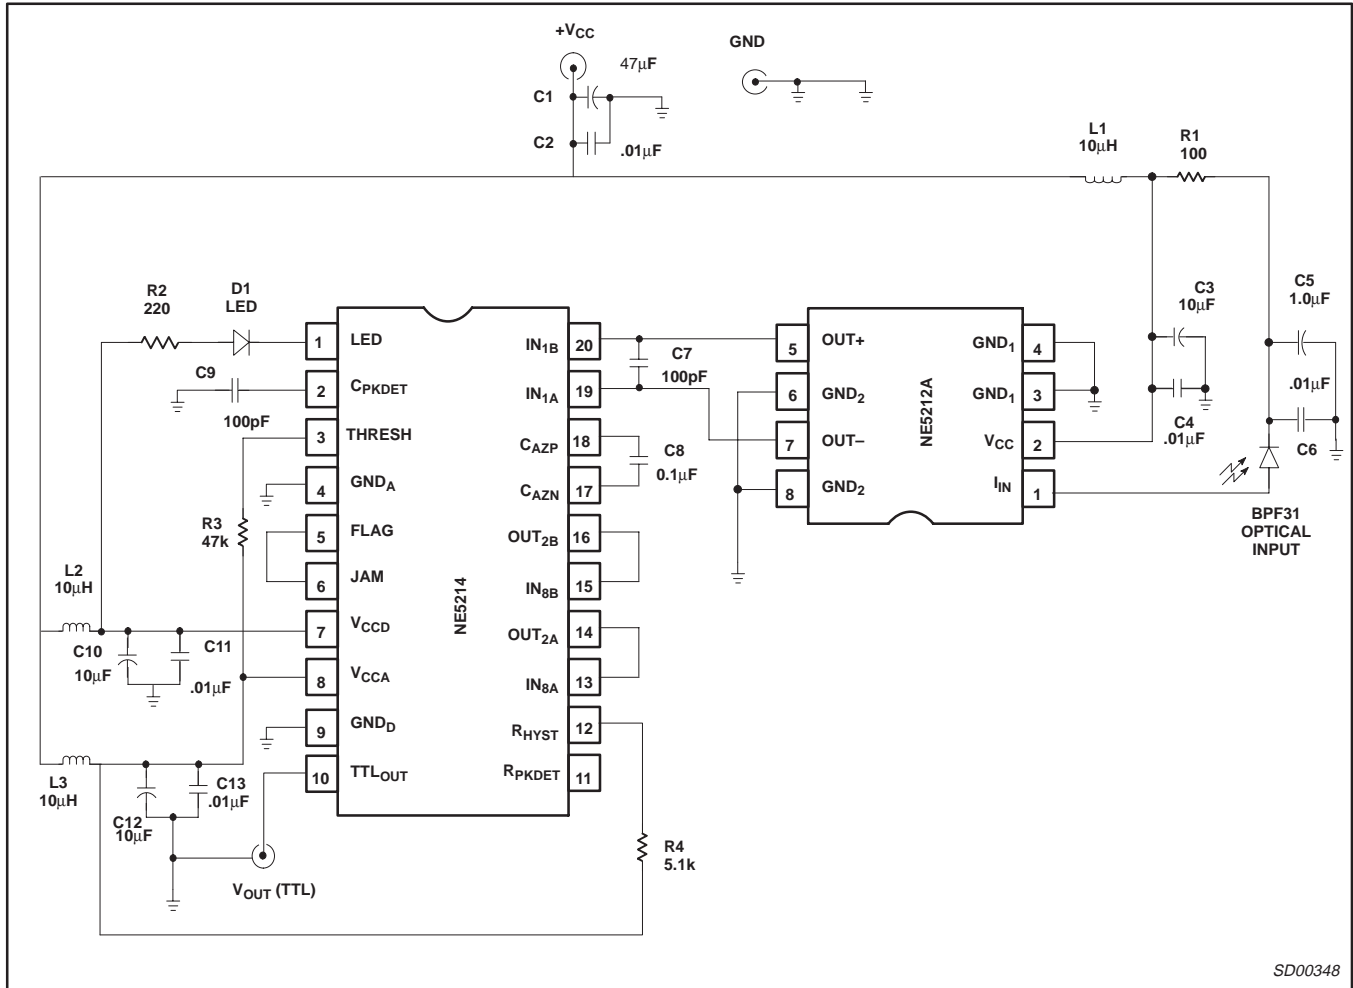 +VCC
47µF
GND
C1
C2
.01µF
L1
10µH
R1
100
R2
220
D1
LED
C3
10µF
C5
1.0µF
1
LED
IN1B
20
C7
100pF
5
OUT+
GND1
4
C9
100pF
2
CPKDET
IN1A
19
6
GND2
GND1
3
C4
.01µF
.01µF
C6
3
THRESH
CAZP
18
C8
0.1µF
7
OUT–
VCC
2
4
GNDA
CAZN
17
8
GND2
IIN
1
NE5212A
BPF31
OPTICAL
INPUT
R3
47k
5
FLAG
OUT2B
16
6
JAM
IN8B
15
NE5214
L2
10µH
C10
10µF
C11
.01µF
7
VCCD
OUT2A
14
8
VCCA
IN8A
13
9
GNDD
RHYST
12
10
TTLOUT
RPKDET
11
L3
10µH
C12
10µF
C13
.01µF
VOUT (TTL)
R4
5.1k
SD00348